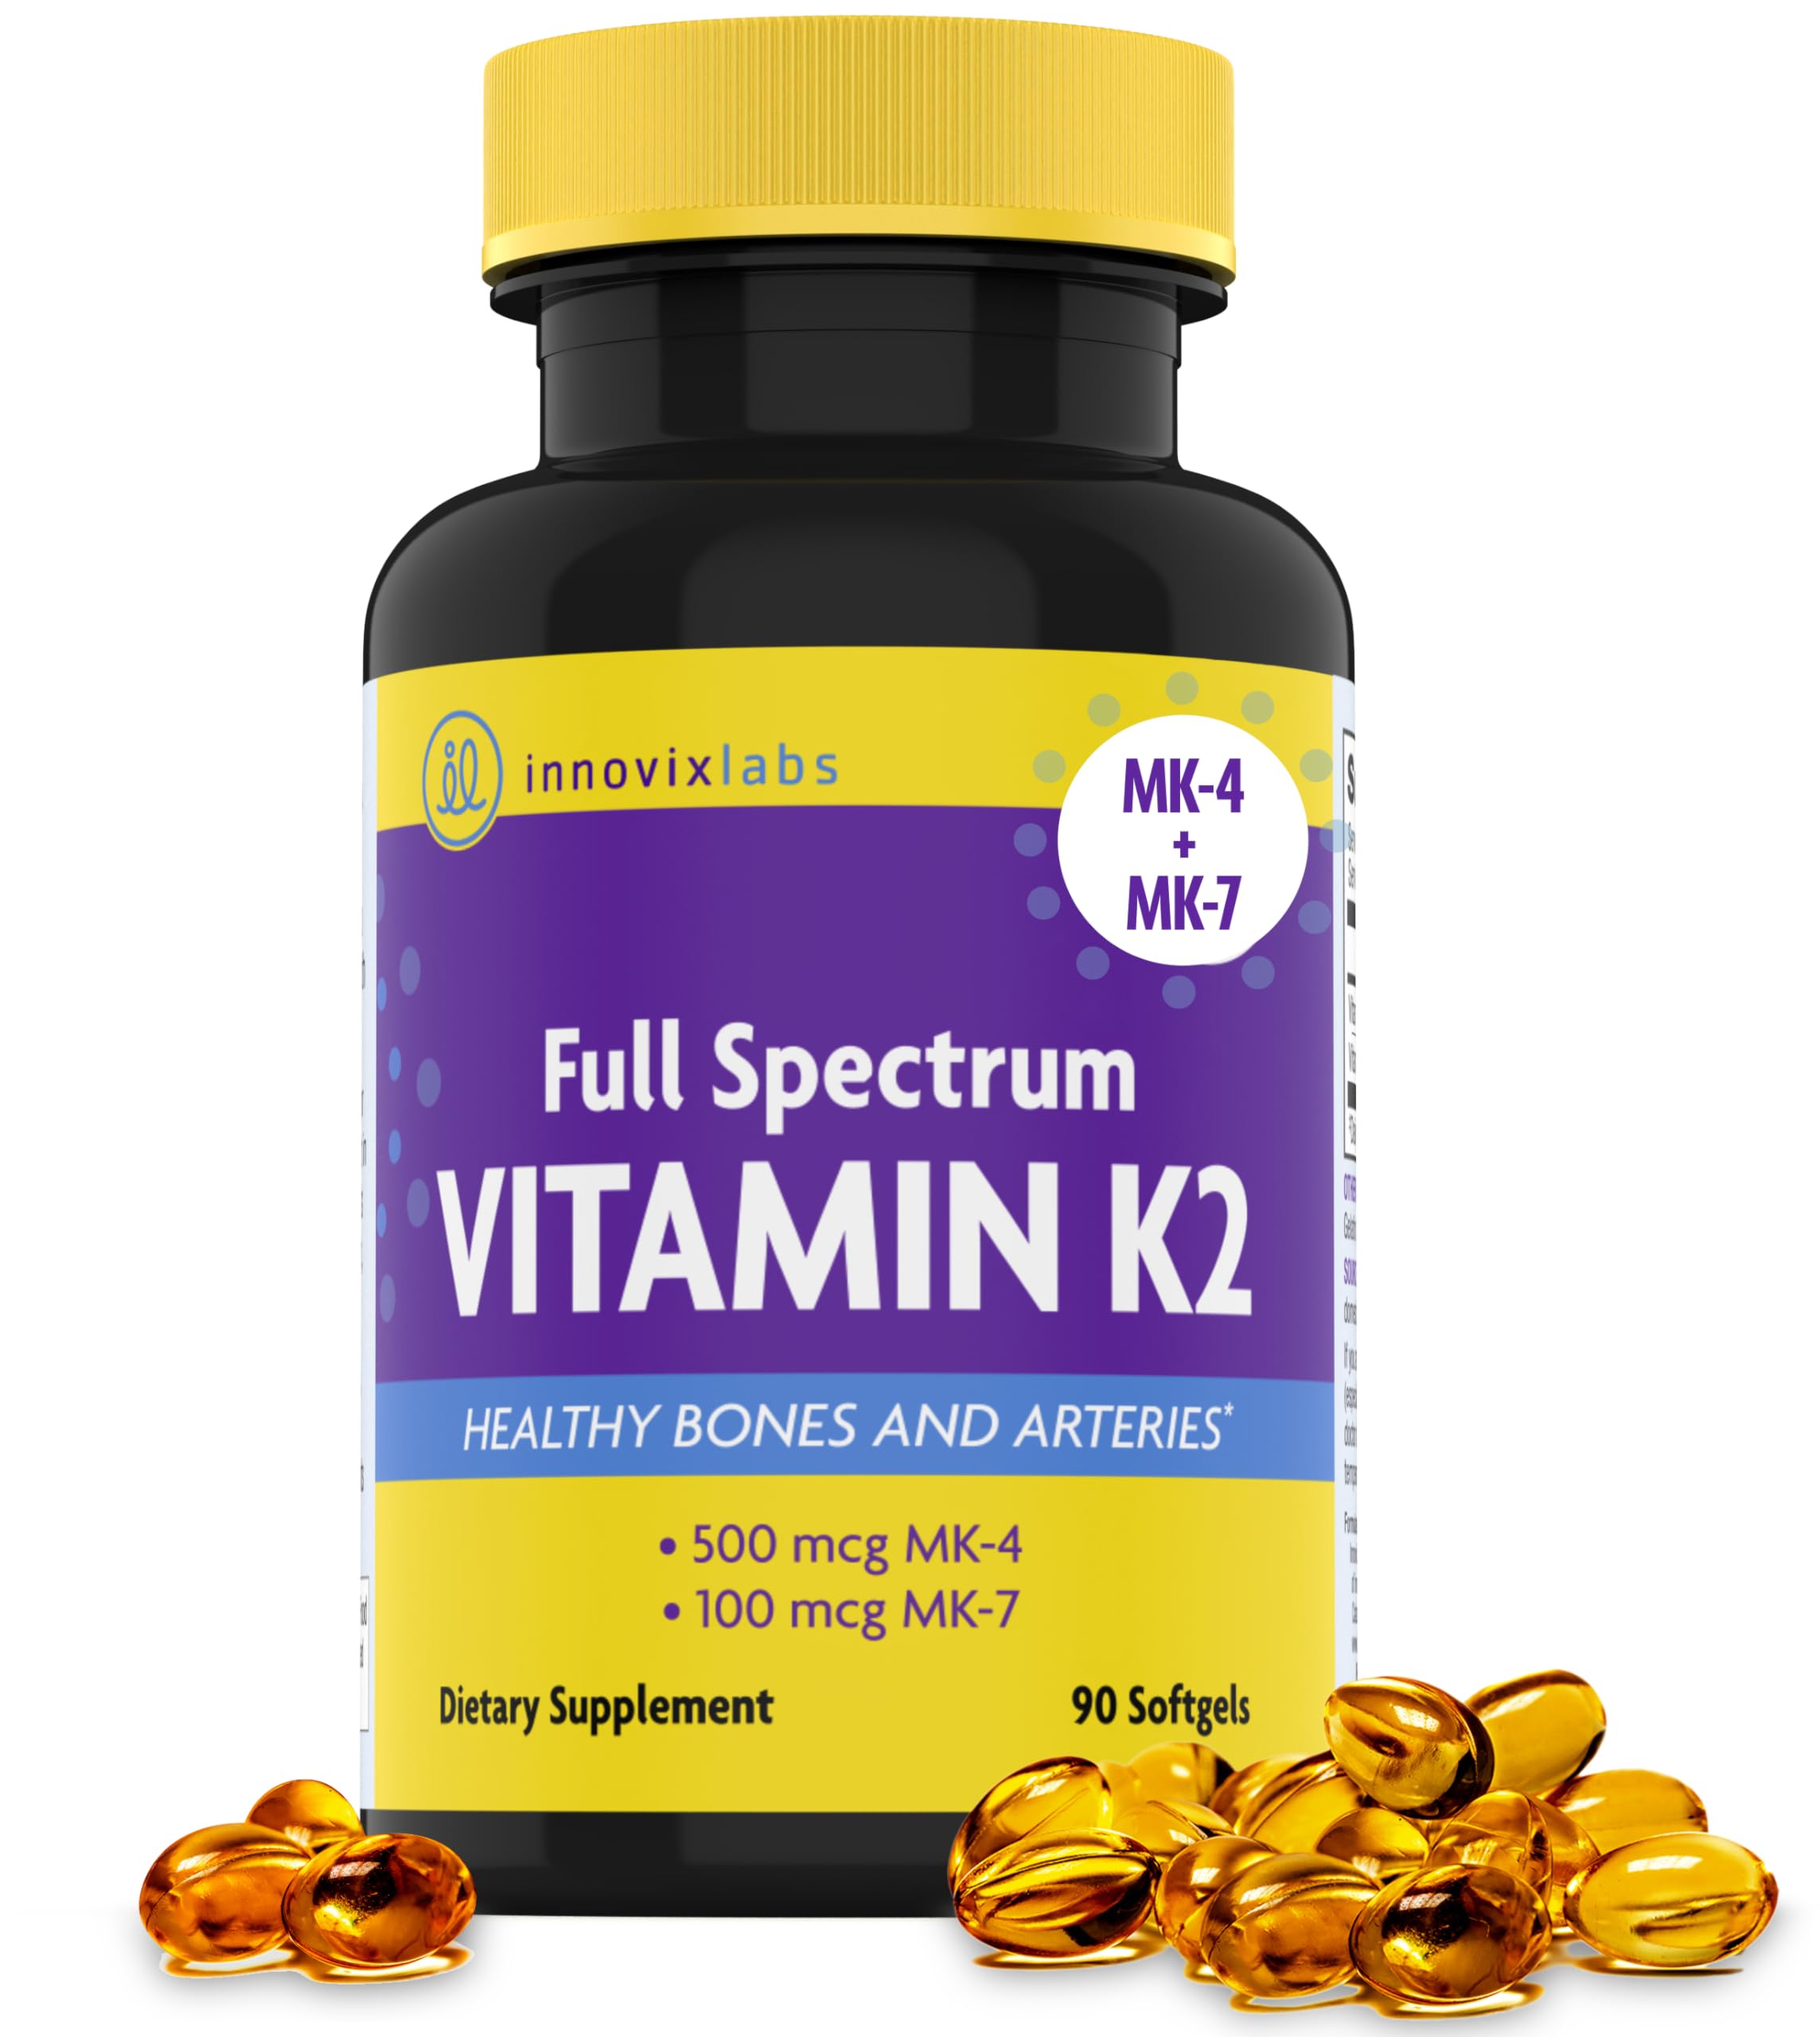 innovixlabs
MK-4
+
MK-7
Full Spectrum
VITAMIN K2
HEALTHY BONES AND ARTERIES*
• 500 mcg MK-4
• 100 mcg MK-7
Dietary Supplement
90 Softgels